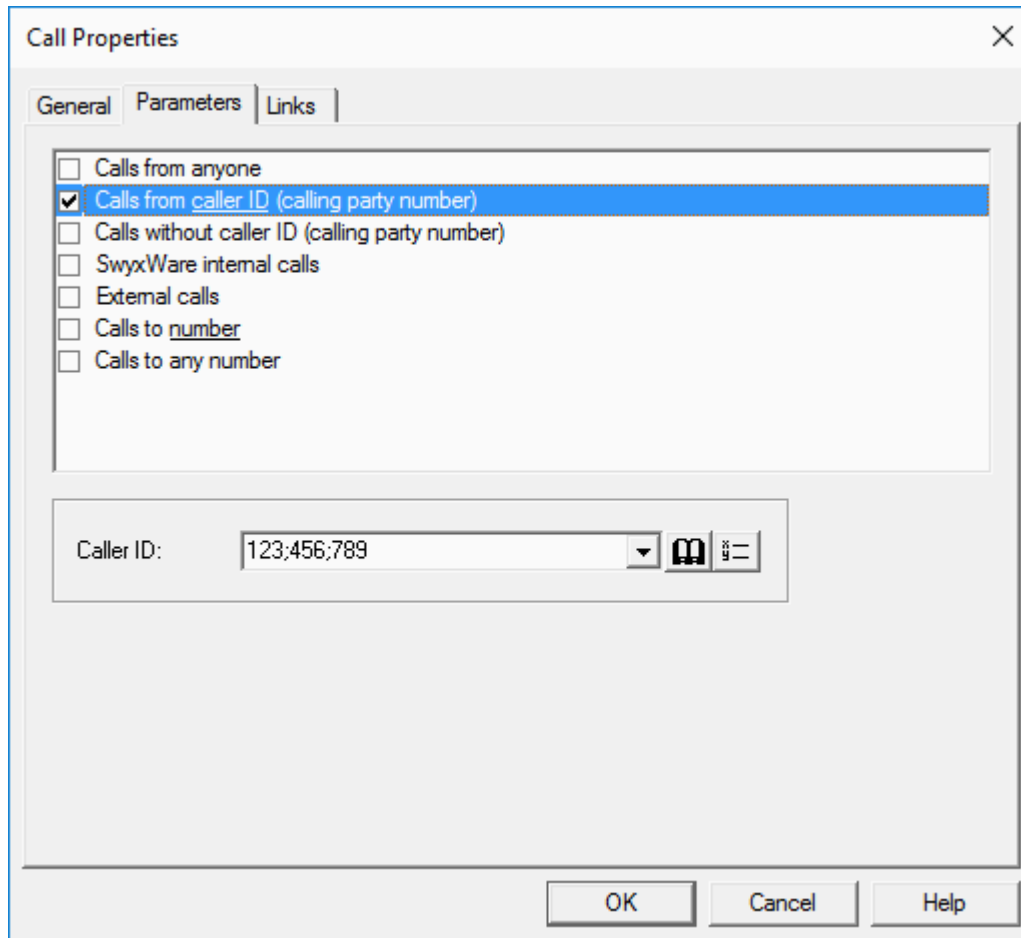 Call Properties
General Parameters Links
Calls from anyone
Calls from caller ID (calling party number)
Calls without caller ID (calling party number)
SwyxWare internal calls
External calls
Calls to number
Calls to any number
Caller ID: 123;456;789
OK Cancel Help